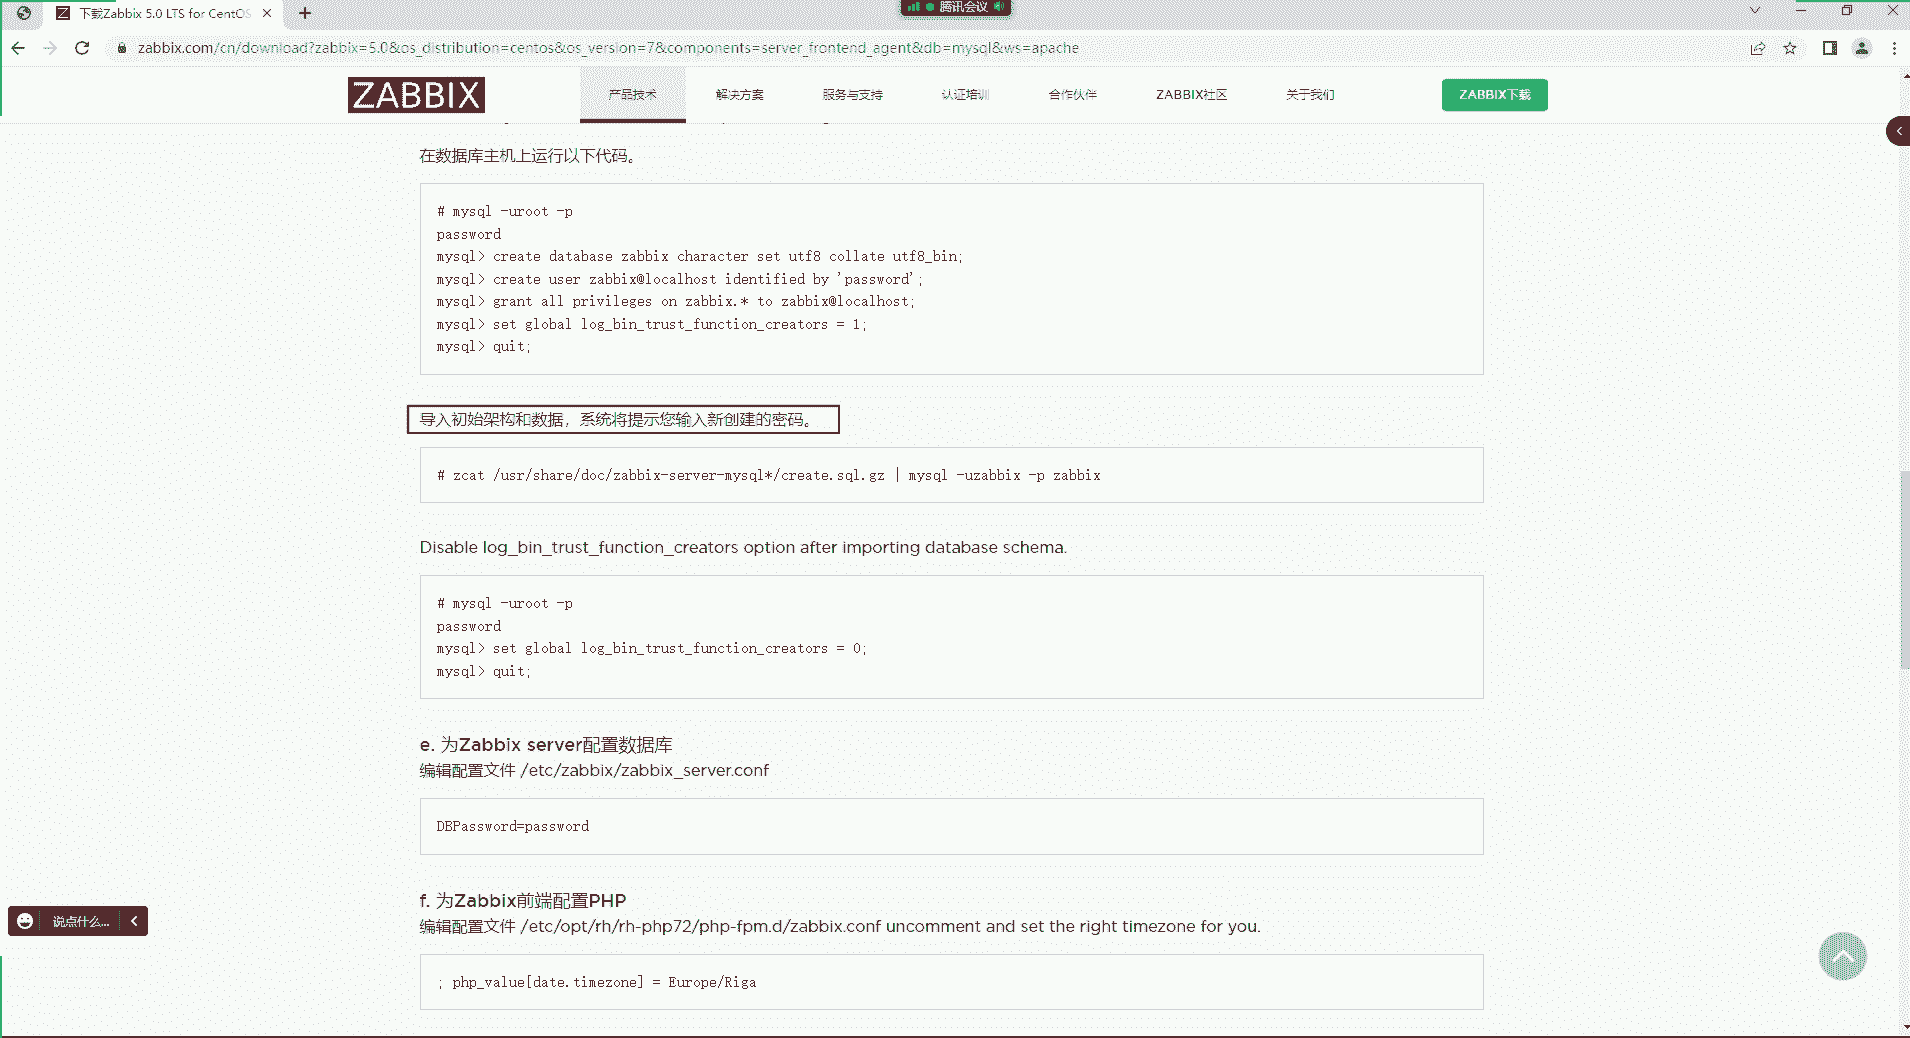 下载Zabbix 5.0 LTS for CentOS
腾讯会议
zabbix.com/cn/download?zabbix=5.0&os_distribution=centos&os_version=7&components=server_frontend_agent&db=mysql&ws=apache
ZABBIX
产品技术
解决方案
服务与支持
认证培训
合作伙伴
ZABBIX社区
关于我们
ZABBIX下载
在数据库主机上运行以下代码。
# mysql -uroot -p
password
mysql> create database zabbix character set utf8 collate utf8_bin;
mysql> create user zabbix@localhost identified by 'password';
mysql> grant all privileges on zabbix.* to zabbix@localhost;
mysql> set global log_bin_trust_function_creators = 1;
mysql> quit;
导入初始架构和数据，系统将提示您输入新创建的密码。
# zcat /usr/share/doc/zabbix-server-mysql*/create.sql.gz | mysql -uzabbix -p zabbix
Disable log_bin_trust_function_creators option after importing database schema.
# mysql -uroot -p
password
mysql> set global log_bin_trust_function_creators = 0;
mysql> quit;
e. 为Zabbix server配置数据库
编辑配置文件 /etc/zabbix/zabbix_server.conf
DBPassword=password
f. 为Zabbix前端配置PHP
编辑配置文件 /etc/opt/rh/rh-php72/php-fpm.d/zabbix.conf uncomment and set the right timezone for you.
; php_value[date.timezone] = Europe/Riga
说点什么...